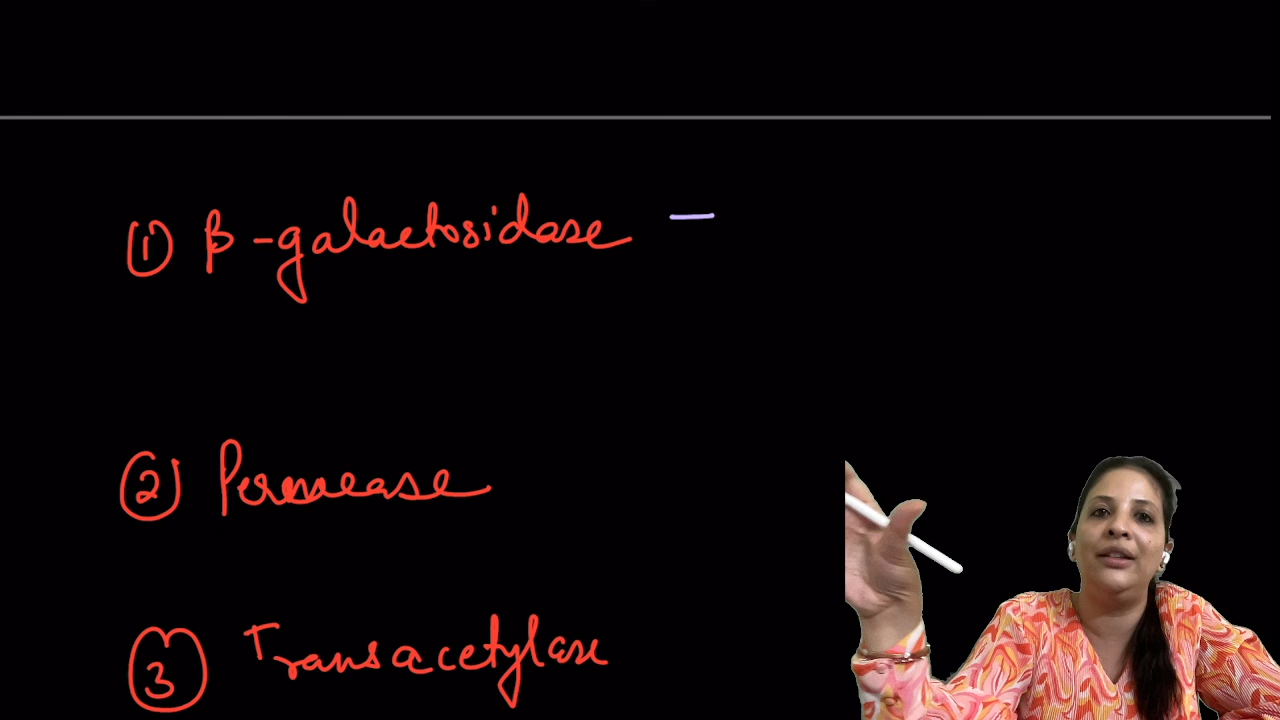 ① β-galactosidase —
② Permease
③ Transacetylase